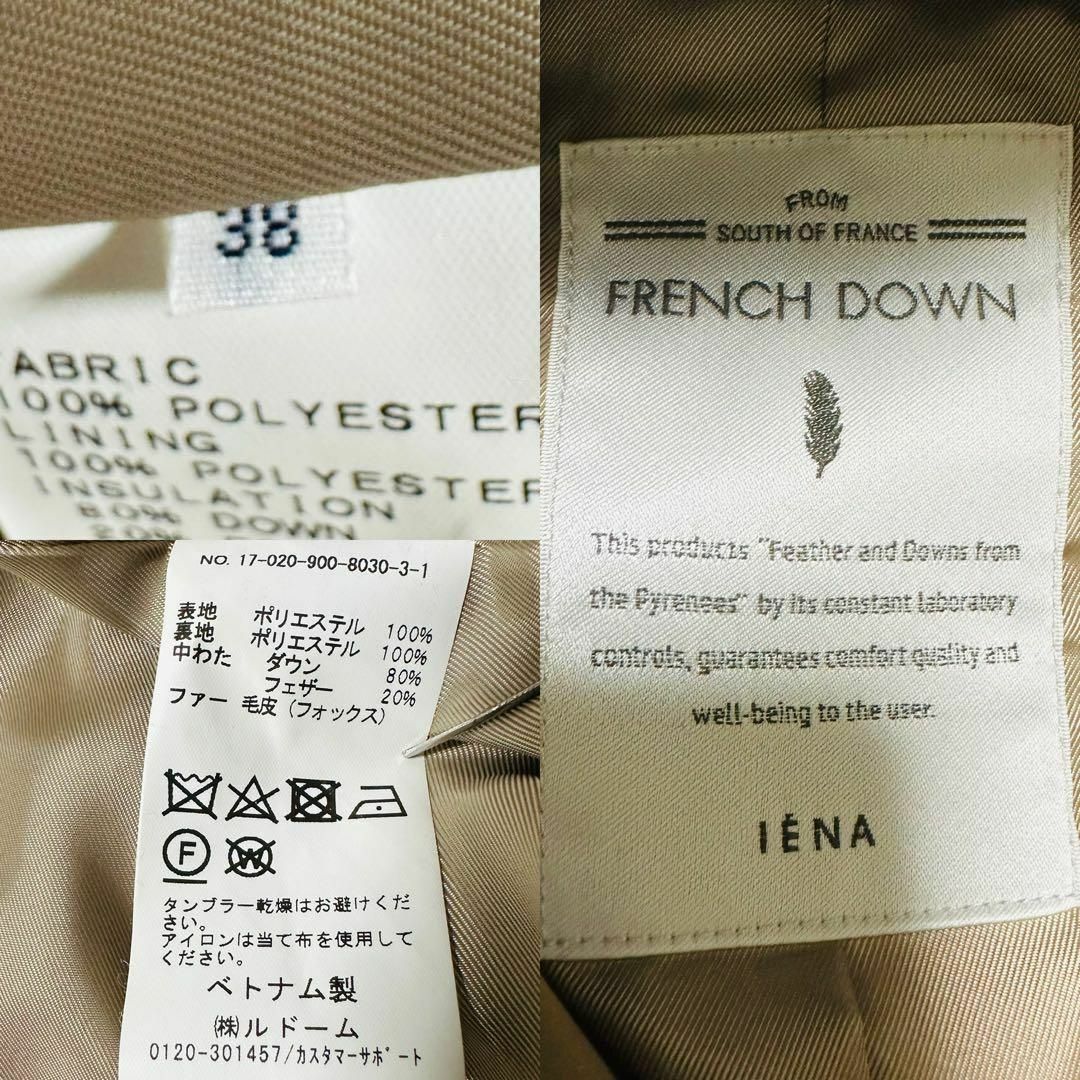 38
ABRIC
100% POLYESTER
LINING
100% POLYESTER
INSULATION
80% DOWN
FROM
SOUTH OF FRANCE
FRENCH DOWN
This products "Feather and Downs from
the Pyrenees" by its constant laboratory
controls, guarantees comfort quality and
well-being to the user.
IÉNA
NO. 17-020-900-8030-3-1
表地 ポリエステル 100%
裏地 ポリエステル 100%
中わた ダウン 80%
フェザー 20%
ファー 毛皮(フォックス)
F
W
タンブラー乾燥はお避けくだ
さい。
アイロンは当て布を使用して
ください。
ベトナム製
㈱ルドーム
0120-301457/カスタマーサポート